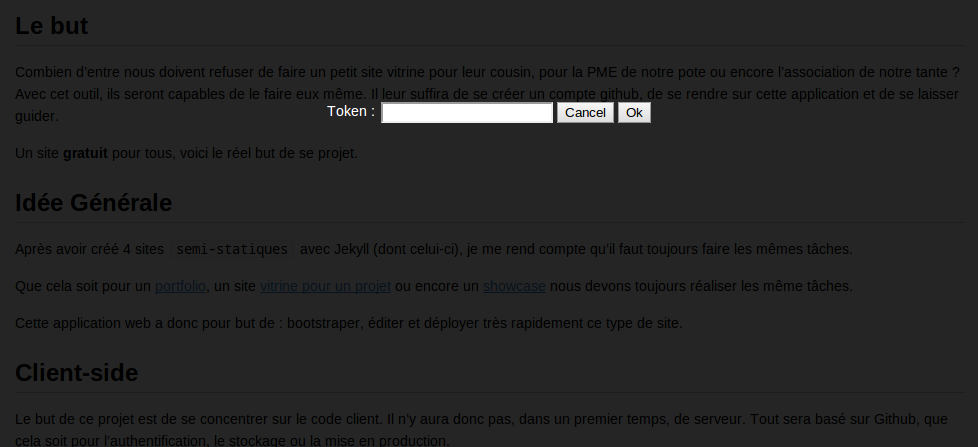 Le but
Combien d'entre nous doivent refuser de faire un petit site vitrine pour leur cousin, pour la PME de notre pote ou encore l'association de notre tante ?
Avec cet outil, ils seront capables de le faire eux même. Il leur suffira de se créer un compte github, de se rendre sur cette application et de se laisser
guider.
Token :
Cancel
Ok
Un site gratuit pour tous, voici le réel but de se projet.
Idée Générale
Après avoir créé 4 sites semi-statiques avec Jekyll (dont celui-ci), je me rend compte qu'il faut toujours faire les mêmes tâches.
Que cela soit pour un portfolio, un site vitrine pour un projet ou encore un showcase nous devons toujours réaliser les même tâches.
Cette application web a donc pour but de : bootstraper, éditer et déployer très rapidement ce type de site.
Client-side
Le but de ce projet est de se concentrer sur le code client. Il n'y aura donc pas, dans un premier temps, de serveur. Tout sera basé sur Github, que
cela soit pour l'authentification, le stockage ou la mise en production.